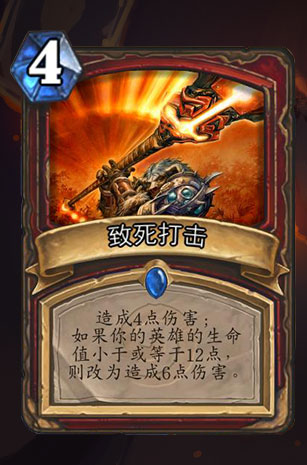 4
致死打击
造成4点伤害;
如果你的英雄的生命
值小于或等于12点,
则改为造成6点伤害。